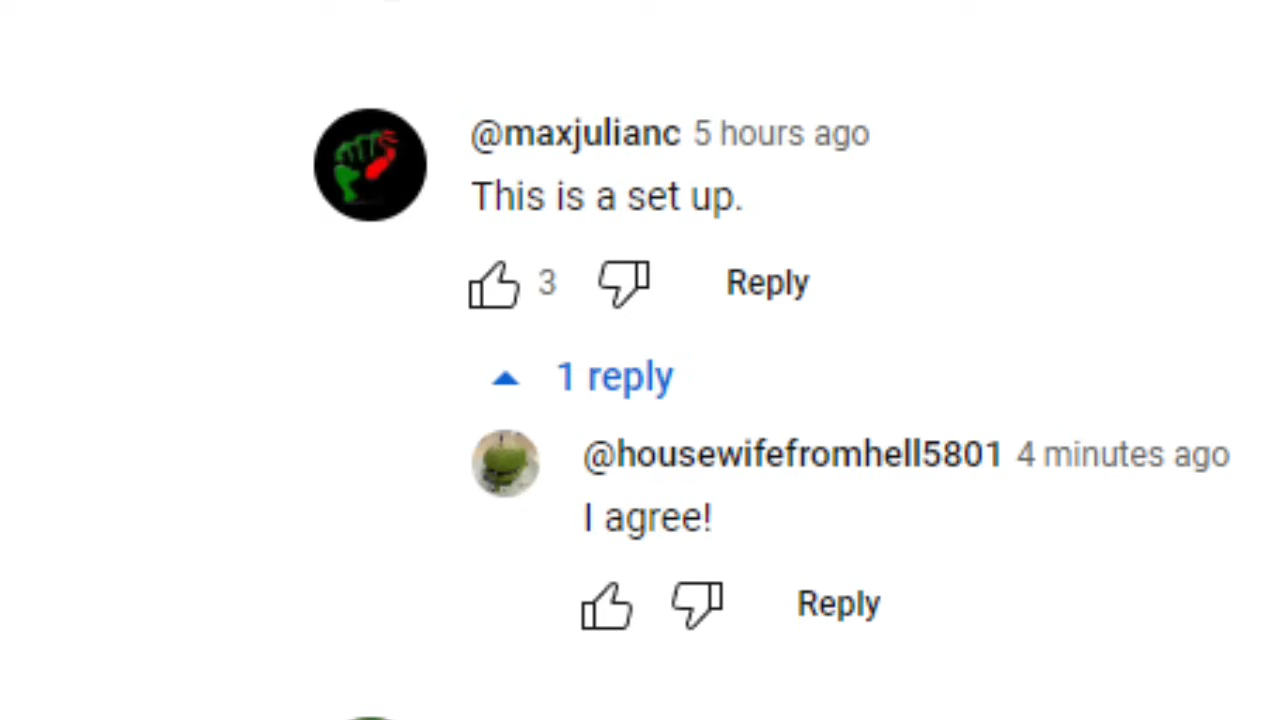 @maxjulianc 5 hours ago
This is a set up.
3 Reply
1 reply
@housewifefromhell5801 4 minutes ago
I agree!
Reply